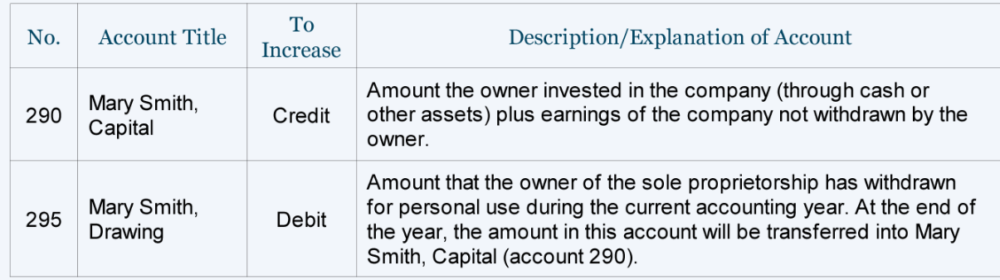 No.
Account Title
To
Increase
Description/Explanation of Account
290
Mary Smith,
Capital
Credit
Amount the owner invested in the company (through cash or
other assets) plus earnings of the company not withdrawn by the
owner.
295
Mary Smith,
Drawing
Debit
Amount that the owner of the sole proprietorship has withdrawn
for personal use during the current accounting year. At the end of
the year, the amount in this account will be transferred into Mary
Smith, Capital (account 290).